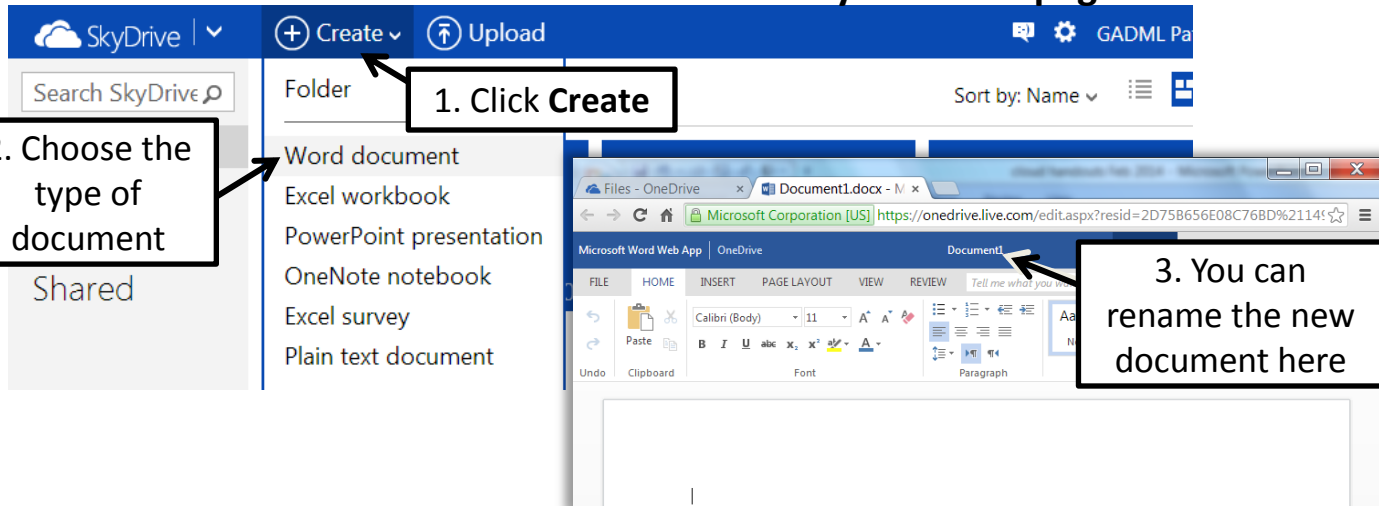 SkyDrive
Create
Upload
GADML
Search SkyDrive
Folder
1. Click Create
Sort by: Name
2. Choose the
type of
document
Word document
Excel workbook
PowerPoint presentation
OneNote notebook
Excel survey
Plain text document
Shared
Files - OneDrive
Document1.docx - M
Microsoft Corporation [US] https://onedrive.live.com/edit.aspx?resid=2D75B656E08C76BD%2114
Microsoft Word Web App OneDrive Document1
3. You can
rename the new
document here
FILE HOME INSERT PAGE LAYOUT VIEW REVIEW Tell me what you
Calibri (Body) 11
Paste B I U abc x₂ x² A
Undo Clipboard Font Paragraph